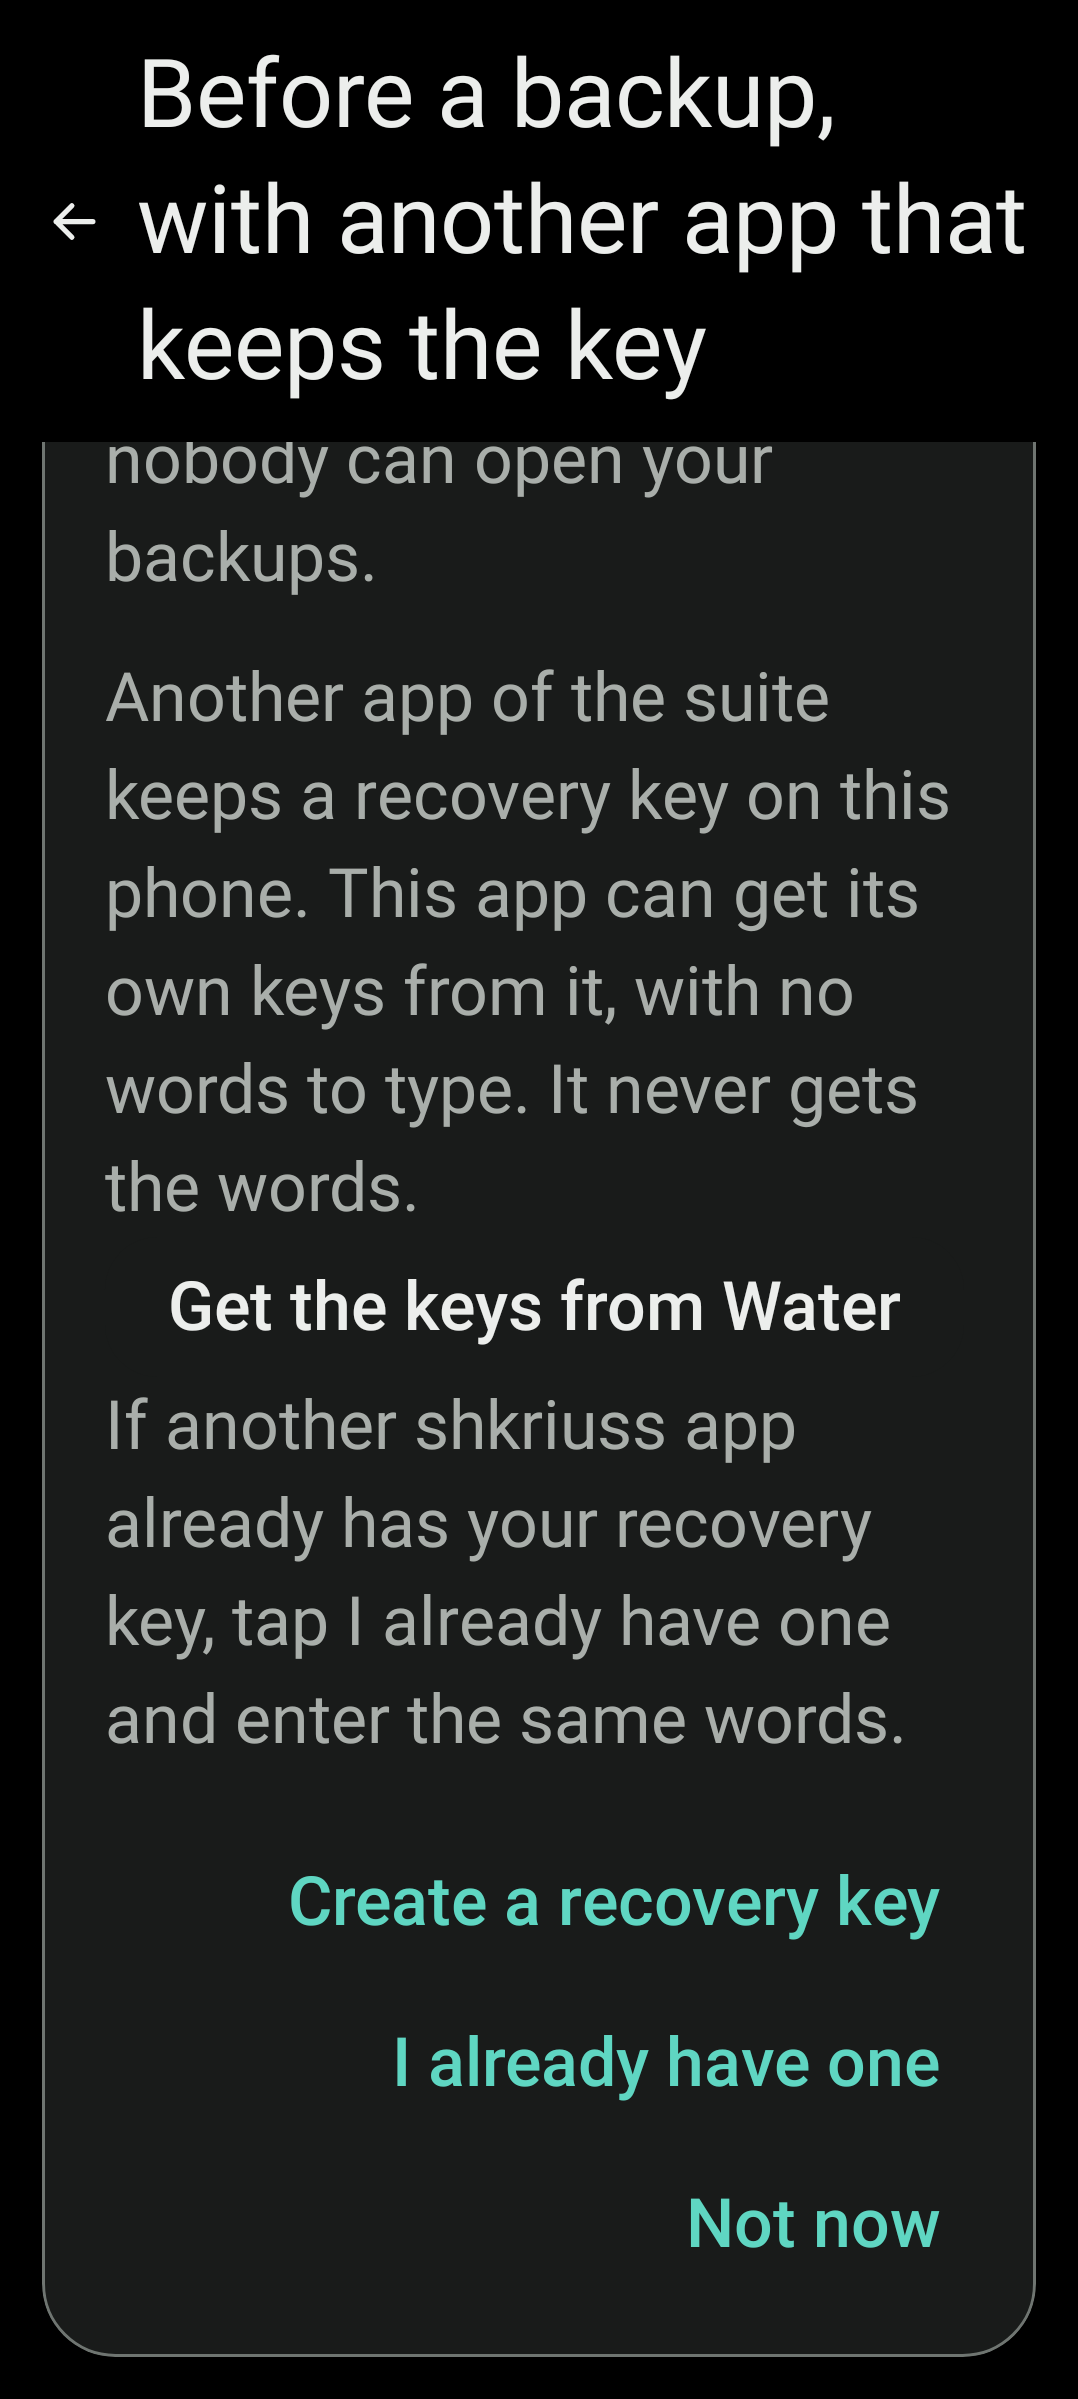 Before a backup,
with another app that
keeps the key
nobody can open your
backups.
Another app of the suite
keeps a recovery key on this
phone. This app can get its
own keys from it, with no
words to type. It never gets
the words.
Get the keys from Water
If another shkriuss app
already has your recovery
key, tap I already have one
and enter the same words.
Create a recovery key
I already have one
Not now